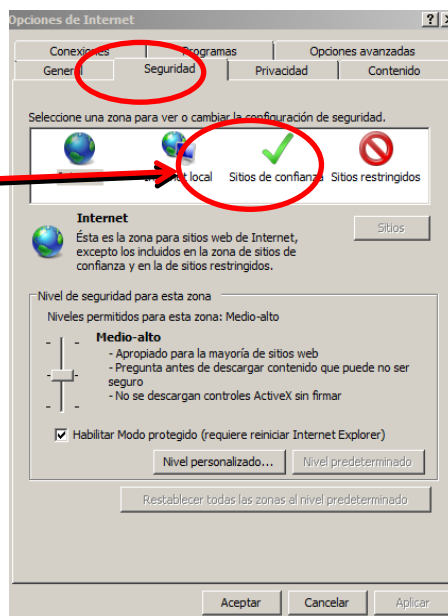 Opciones de Internet
Conexiones Programas Opciones avanzadas
General Seguridad Privacidad Contenido
Seleccione una zona para ver o cambiar la configuración de seguridad.
Internet local Sitios de confianza Sitios restringidos
Internet
Ésta es la zona para sitios web de Internet,
excepto los incluidos en la zona de sitios de
confianza y en la de sitios restringidos.
Sitios
Nivel de seguridad para esta zona
Niveles permitidos para esta zona: Medio-alto
Medio-alto
- Apropiado para la mayoría de sitios web
- Pregunta antes de descargar contenido que puede no ser
seguro
- No se descargan controles ActiveX sin firmar
Habilitar Modo protegido (requiere reiniciar Internet Explorer)
Nivel personalizado... Nivel predeterminado
Restablecer todas las zonas al nivel predeterminado
Aceptar Cancelar Aplicar